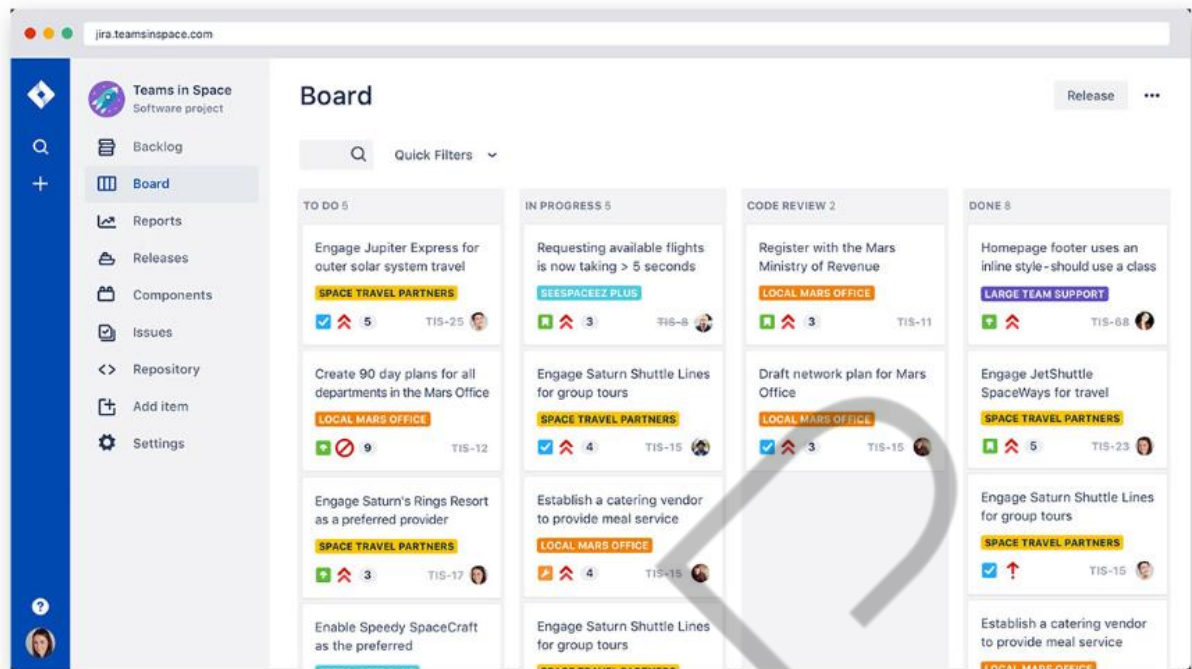 jira.teamsinspace.com
Teams in Space
Software project
Backlog
Board
Reports
Releases
Components
Issues
Repository
Add item
Settings
Board
Release
Quick Filters
TO DO 5
Engage Jupiter Express for
outer solar system travel
SPACE TRAVEL PARTNERS
5 TIS-25
Create 90 day plans for all
departments in the Mars Office
LOCAL MARS OFFICE
9 TIS-12
Engage Saturn's Rings Resort
as a preferred provider
SPACE TRAVEL PARTNERS
3 TIS-17
Enable Speedy SpaceCraft
as the preferred
IN PROGRESS 5
Requesting available flights
is now taking > 5 seconds
SEESPACEEZ PLUS
3 TIS-8
Engage Saturn Shuttle Lines
for group tours
SPACE TRAVEL PARTNERS
4 TIS-15
Establish a catering vendor
to provide meal service
LOCAL MARS OFFICE
4 TIS-15
Engage Saturn Shuttle Lines
for group tours
SPACE TRAVEL PARTNERS
CODE REVIEW 2
Register with the Mars
Ministry of Revenue
LOCAL MARS OFFICE
3 TIS-11
Draft network plan for Mars
Office
LOCAL MARS OFFICE
3 TIS-15
DONE 8
Homepage footer uses an
inline style-should use a class
LARGE TEAM SUPPORT
TIS-68
Engage JetShuttle
SpaceWays for travel
SPACE TRAVEL PARTNERS
5 TIS-23
Engage Saturn Shuttle Lines
for group tours
SPACE TRAVEL PARTNERS
TIS-15
Establish a catering vendor
to provide meal service
LOCAL MARS OFFICE